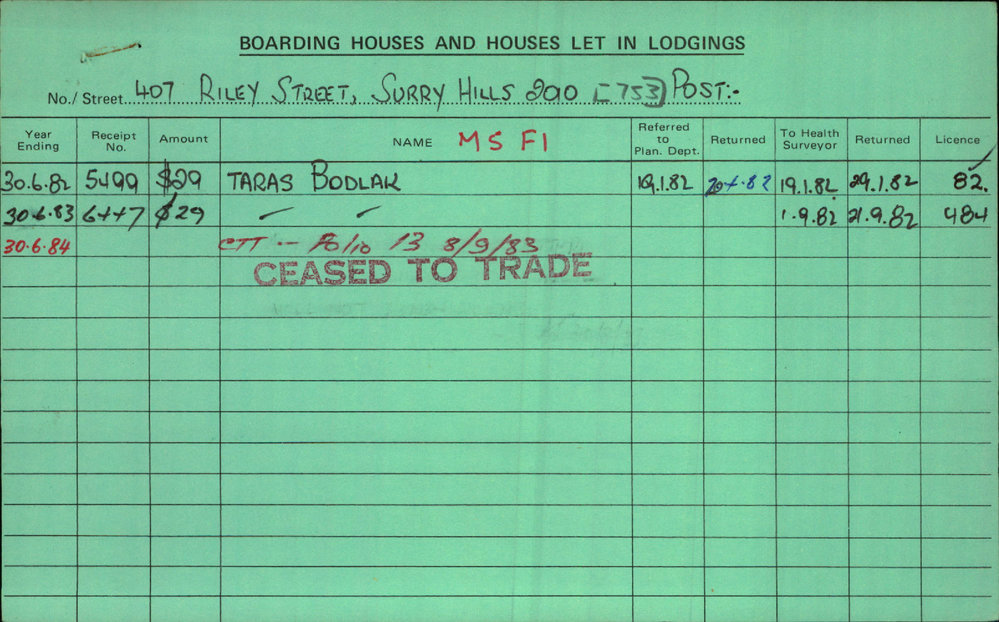 BOARDING HOUSES AND HOUSES LET IN LODGINGS
No./Street 407 RILEY STREET, SURRY HILLS 2010 [753] POST:-
Year Ending Receipt No. Amount NAME MS FI Referred to Plan. Dept. Returned To Health Surveyor Returned Licence
30.6.82 5499 $29 TARAS BODLAK 19.1.82 82 19.1.82 29.1.82 82.
30.6.83 6447 $29 〃 〃 1.9.82 21.9.82 484
30.6.84 CTT -- Folio 13 8/9/83
CEASED TO TRADE